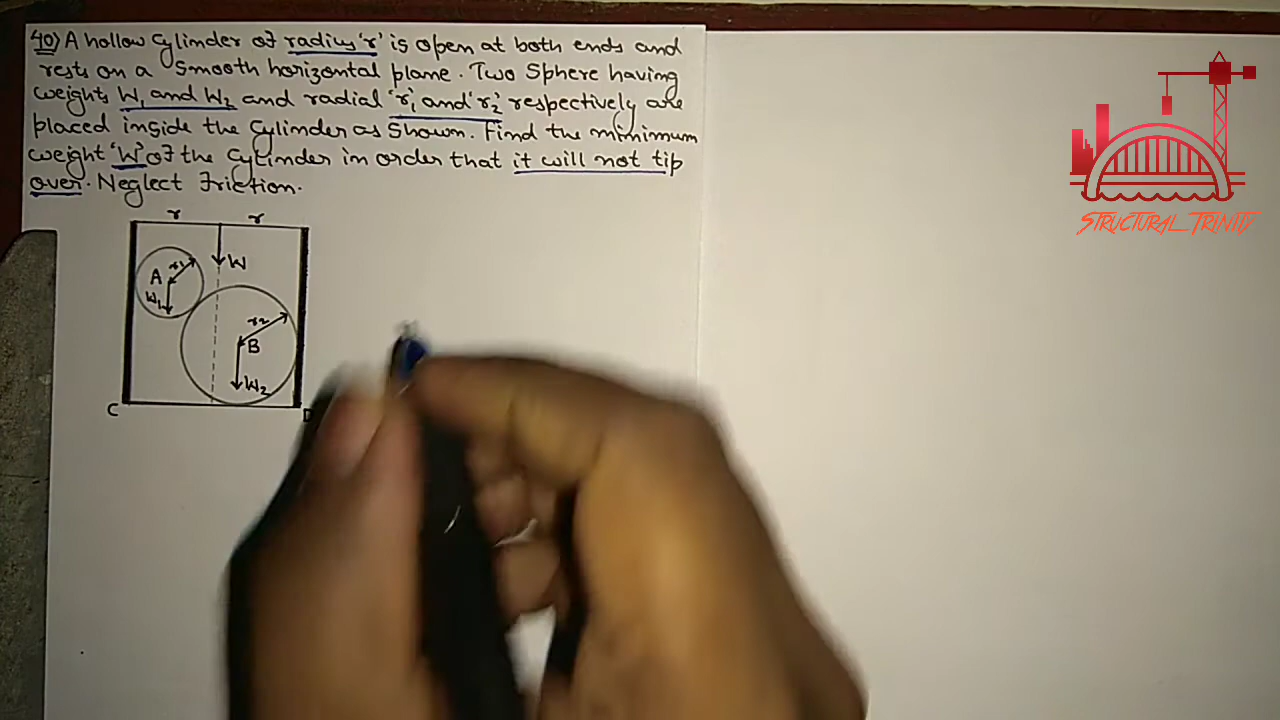 40) A hollow cylinder of radius 'r' is open at both ends and
rests on a smooth horizontal plane. Two Sphere having
weights W1 and W2 and radial 'r1' and 'r2' respectively are
placed inside the cylinder as shown. Find the minimum
weight 'W' of the cylinder in order that it will not tip
over. Neglect Friction.
r r
W
A r1
W1
r2
B
W2
C D
STRUCTURAL TRINITY